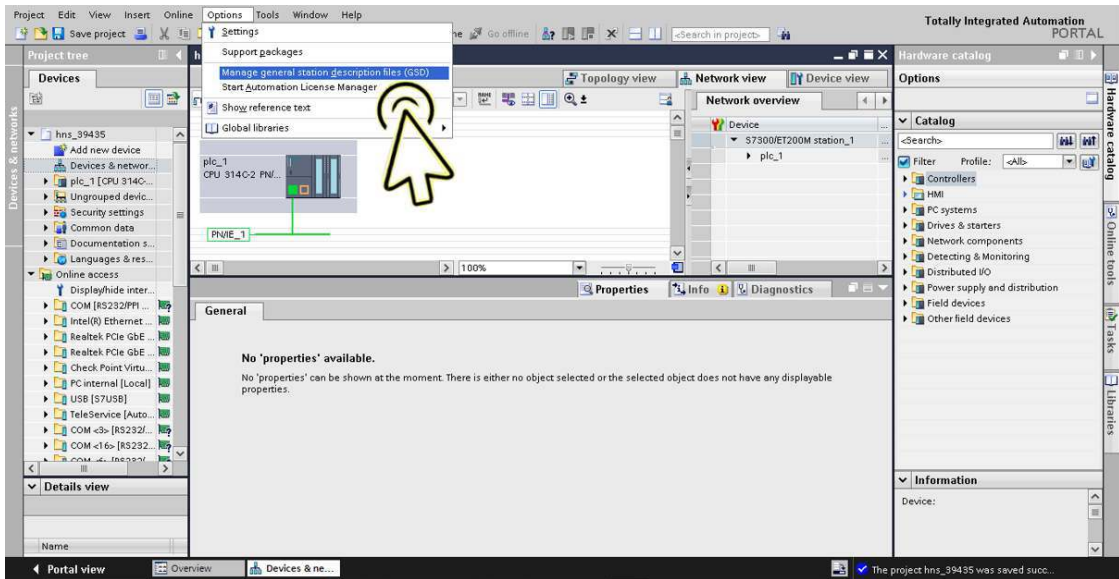 Project Edit View Insert Online Options Tools Window Help
Totally Integrated Automation
PORTAL
Save project
Go offline
<Search in project>
Settings
Support packages
Manage general station description files (GSD)
Start Automation License Manager
Show reference text
Global libraries
Project tree
Devices
hns_39435
Add new device
Devices & networ...
plc_1 [CPU 314C-...
Ungrouped devic...
Security settings
Common data
Documentation s...
Languages & res...
Online access
Display/hide inter...
COM [RS232/PPI ...
Intel(R) Ethernet ...
Realtek PCIe GbE ...
Realtek PCIe GbE ...
Check Point Virtu...
PC internal [Local]
USB [S7USB]
TeleService [Auto...
COM <3> [RS232/...
COM <16> [RS232...
Details view
Name
Devices & networks
Topology view
Network view
Device view
Network overview
Device
S7300/ET200M station_1
plc_1
plc_1
CPU 314C-2 PN/...
PN/IE_1
100%
Properties
Info
Diagnostics
General
No 'properties' available.
No 'properties' can be shown at the moment. There is either no object selected or the selected object does not have any displayable
properties.
Hardware catalog
Options
Catalog
<Search>
Filter Profile: <All>
Controllers
HMI
PC systems
Drives & starters
Network components
Detecting & Monitoring
Distributed I/O
Power supply and distribution
Field devices
Other field devices
Information
Device:
Hardware catalog
Online tools
Tasks
Libraries
Portal view
Overview
Devices & ne...
The project hns_39435 was saved succ...